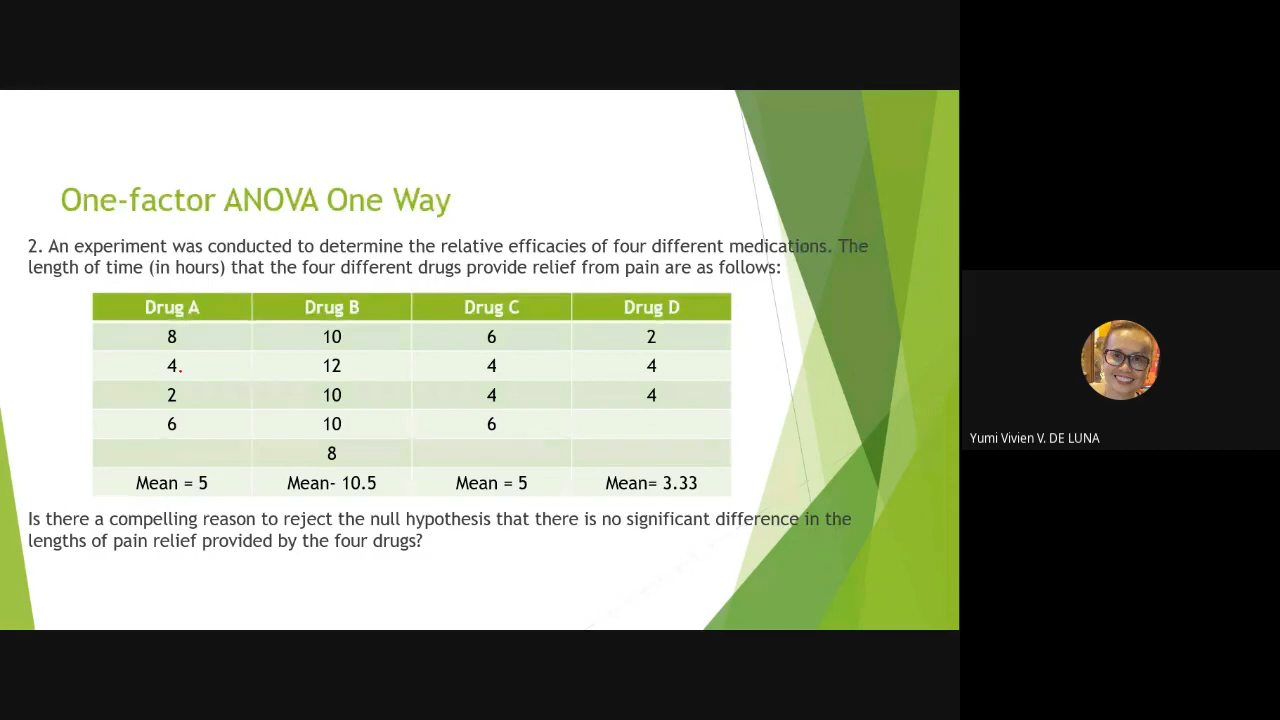 One-factor ANOVA One Way
2. An experiment was conducted to determine the relative efficacies of four different medications. The
length of time (in hours) that the four different drugs provide relief from pain are as follows:
Drug A Drug B Drug C Drug D
8 10 6 2
4. 12 4 4
2 10 4 4
6 10 6
8
Mean = 5 Mean- 10.5 Mean = 5 Mean= 3.33
Is there a compelling reason to reject the null hypothesis that there is no significant difference in the
lengths of pain relief provided by the four drugs?
Yumi Vivien V. DE LUNA